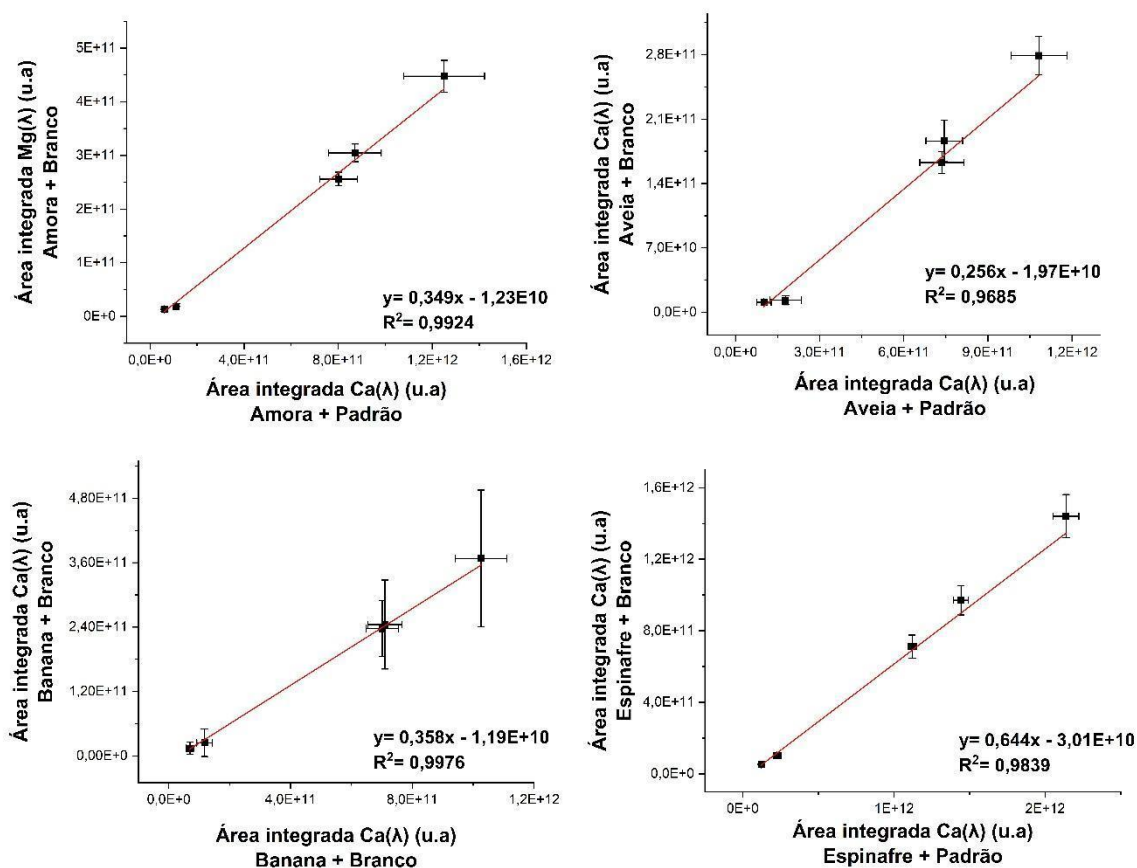 Área integrada Mg(λ) (u.a)
Amora + Branco
5E+11
4E+11
3E+11
2E+11
1E+11
0E+0
y= 0,349x - 1,23E10
R²= 0,9924
0,0E+0
4,0E+11
8,0E+11
1,2E+12
1,6E+12
Área integrada Ca(λ) (u.a)
Amora + Padrão
Área integrada Ca(λ) (u.a)
Aveia + Branco
2,8E+11
2,1E+11
1,4E+11
7,0E+10
0,0E+0
y= 0,256x - 1,97E+10
R²= 0,9685
0,0E+0
3,0E+11
6,0E+11
9,0E+11
1,2E+12
Área integrada Ca(λ) (u.a)
Aveia + Padrão
Área integrada Ca(λ) (u.a)
Banana + Branco
4,80E+11
3,60E+11
2,40E+11
1,20E+11
0,00E+0
y= 0,358x - 1,19E+10
R²= 0,9976
0,0E+0
4,0E+11
8,0E+11
1,2E+12
Área integrada Ca(λ) (u.a)
Banana + Branco
Área integrada Ca(λ) (u.a)
Espinafre + Branco
1,6E+12
1,2E+12
8,0E+11
4,0E+11
0,0E+0
y= 0,644x - 3,01E+10
R²= 0,9839
0E+0
1E+12
2E+12
Área integrada Ca(λ) (u.a)
Espinafre + Padrão